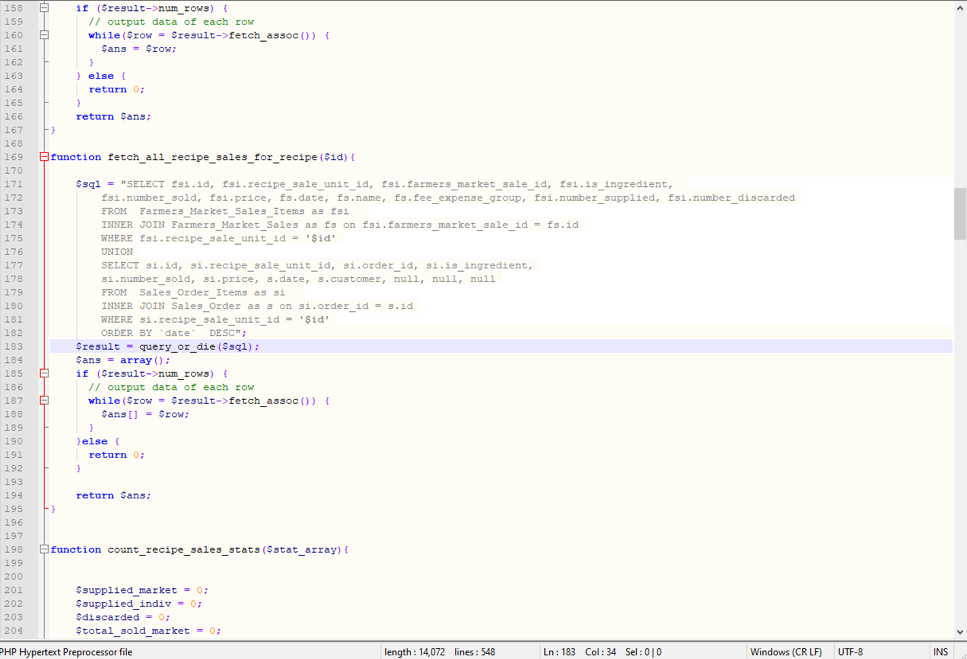 158 if ($result->num_rows) {
159 // output data of each row
160 while($row = $result->fetch_assoc()) {
161 $ans = $row;
162 }
163 } else {
164 return 0;
165 }
166 return $ans;
167 }
168
169 function fetch_all_recipe_sales_for_recipe($id){
170
171 $sql = "SELECT fsi.id, fsi.recipe_sale_unit_id, fsi.farmers_market_sale_id, fsi.is_ingredient,
172 fsi.number_sold, fsi.price, fs.date, fs.name, fs.fee_expense_group, fsi.number_supplied, fsi.number_discarded
173 FROM  Farmers_Market_Sales_Items as fsi
174 INNER JOIN Farmers_Market_Sales as fs on fsi.farmers_market_sale_id = fs.id
175 WHERE fsi.recipe_sale_unit_id = '$id'
176 UNION
177 SELECT si.id, si.recipe_sale_unit_id, si.order_id, si.is_ingredient,
178 si.number_sold, si.price, s.date, s.customer, null, null, null
179 FROM  Sales_Order_Items as si
180 INNER JOIN Sales_Order as s on si.order_id = s.id
181 WHERE si.recipe_sale_unit_id = '$id'
182 ORDER BY `date`  DESC";
183 $result = query_or_die($sql);
184 $ans = array();
185 if ($result->num_rows) {
186 // output data of each row
187 while($row = $result->fetch_assoc()) {
188 $ans[] = $row;
189 }
190 }else {
191 return 0;
192 }
193
194 return $ans;
195 }
196
197
198 function count_recipe_sales_stats($stat_array){
199
200
201 $supplied_market = 0;
202 $supplied_indiv = 0;
203 $discarded = 0;
204 $total_sold_market = 0;
PHP Hypertext Preprocessor file length : 14,072 lines : 548 Ln : 183 Col : 34 Sel : 0 | 0 Windows (CR LF) UTF-8 INS